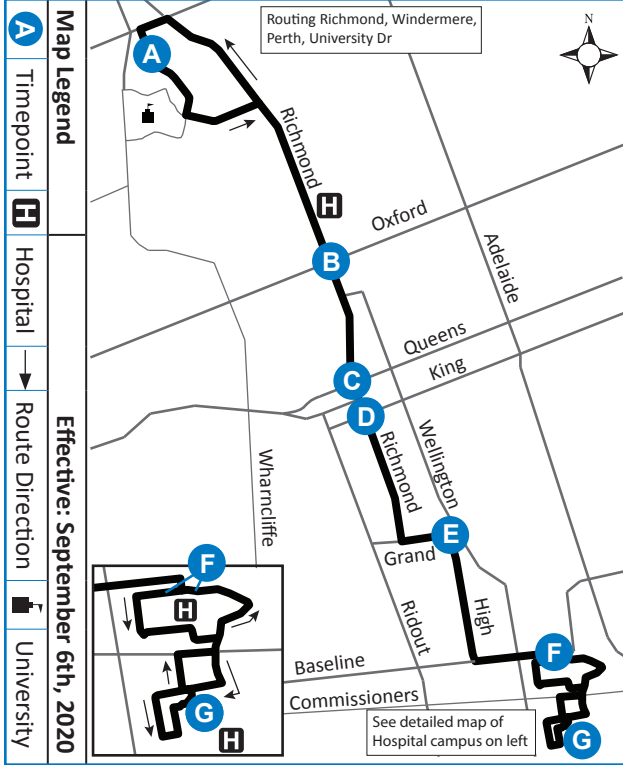 Routing Richmond, Windermere,
Perth, University Dr
N
A
Richmond
H
Oxford
Adelaide
B
Queens
King
C
D
Richmond
Wellington
E
Grand
Wharncliffe
Ridout
High
F
Baseline
Commissioners
G
See detailed map of
Hospital campus on left
F
H
G
H
Map Legend
Effective: September 6th, 2020
A Timepoint
H Hospital
Route Direction
University